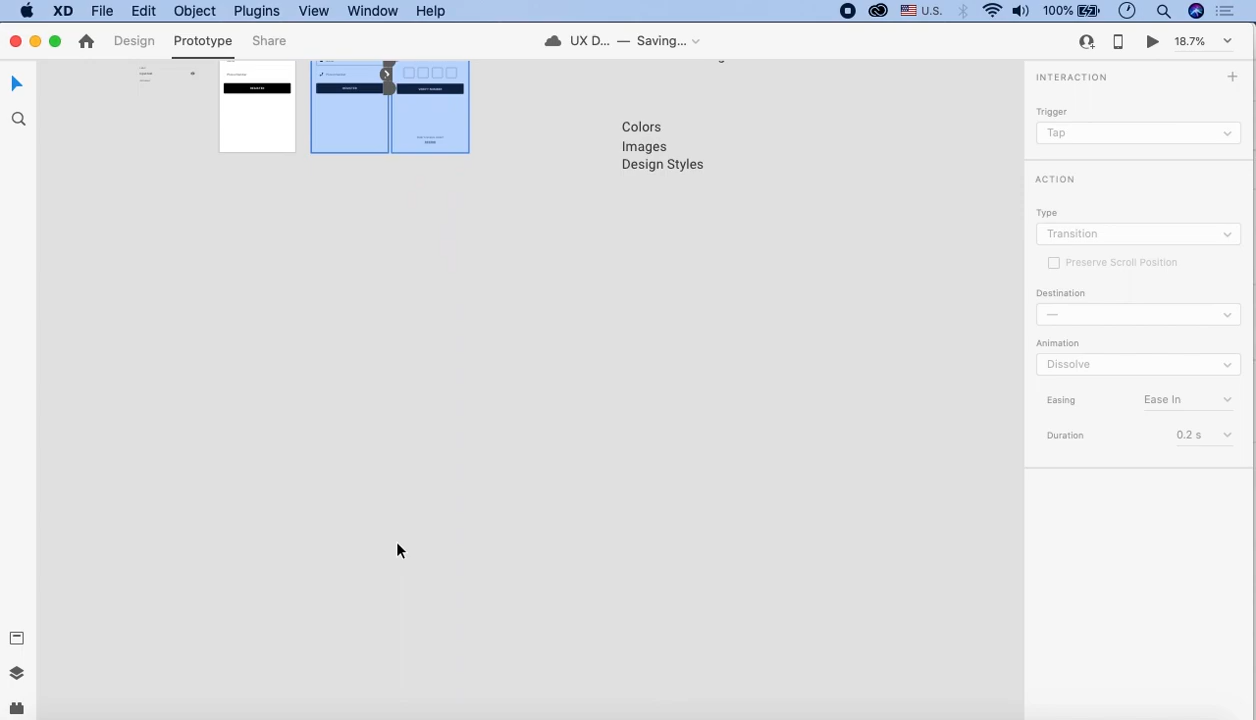 XD File Edit Object Plugins View Window Help U.S. 100%
Design Prototype Share UX D... — Saving... 18.7%
INTERACTION
Trigger
Tap
ACTION
Type
Transition
Preserve Scroll Position
Destination
—
Animation
Dissolve
Easing Ease In
Duration 0.2 s
REGISTER
REGISTER
Colors
Images
Design Styles